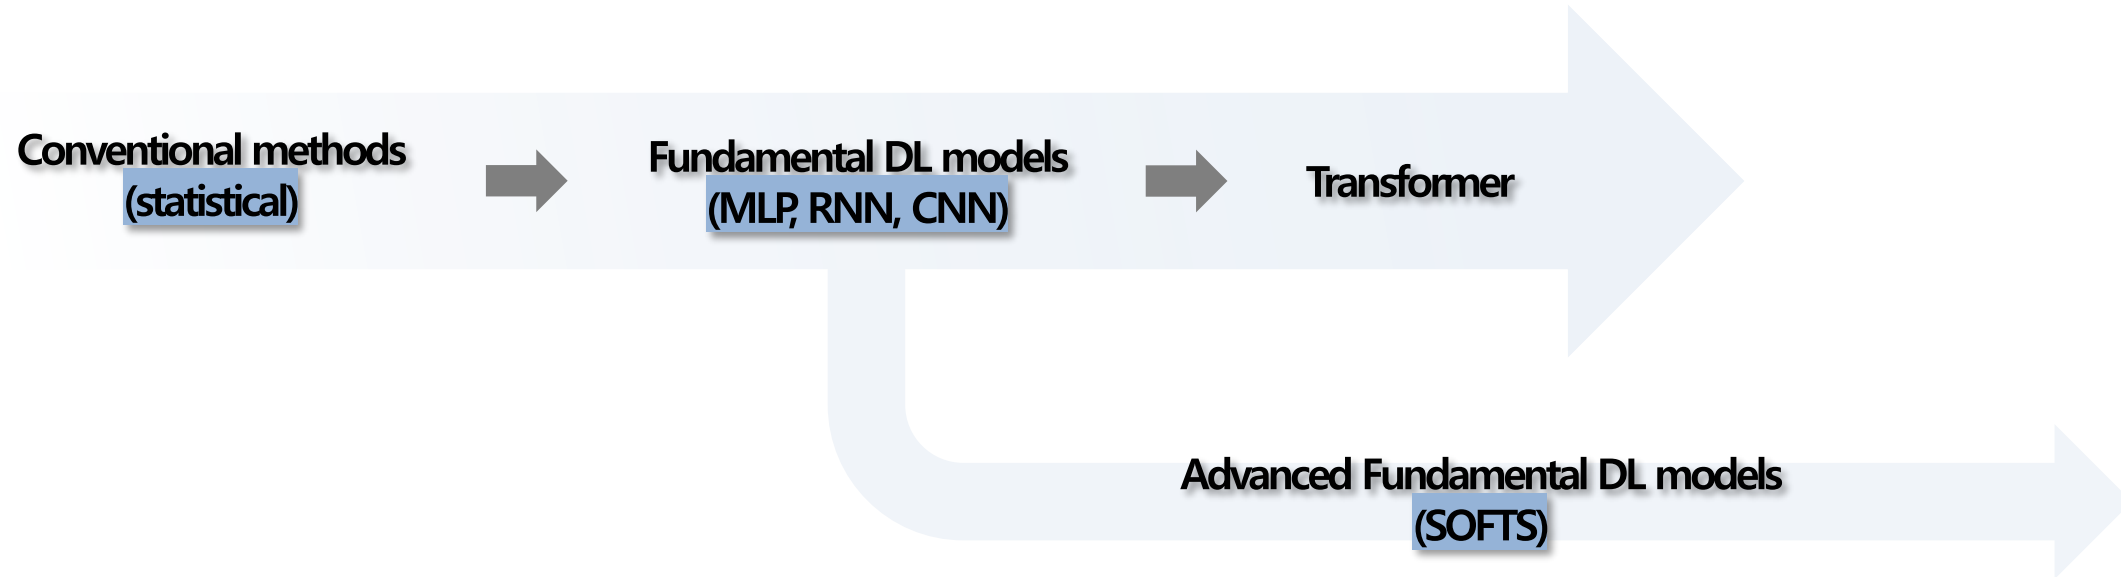 Conventional methods
(statistical)
Fundamental DL models
(MLP, RNN, CNN)
Transformer
Advanced Fundamental DL models
(SOFTS)